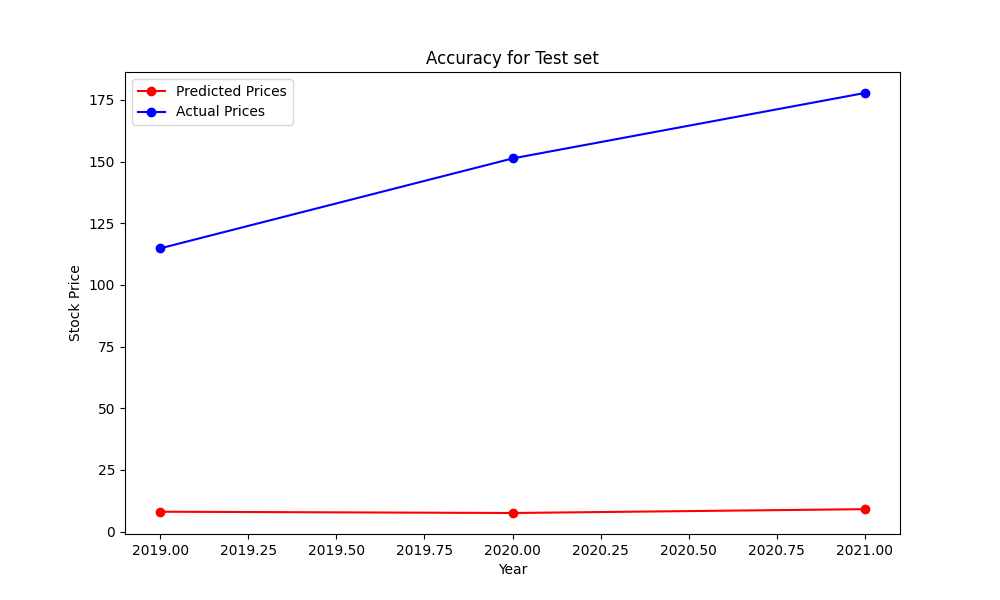 Accuracy for Test set
Predicted Prices
Actual Prices
175
150
125
100
75
50
25
0
Stock Price
2019.00 2019.25 2019.50 2019.75 2020.00 2020.25 2020.50 2020.75 2021.00
Year